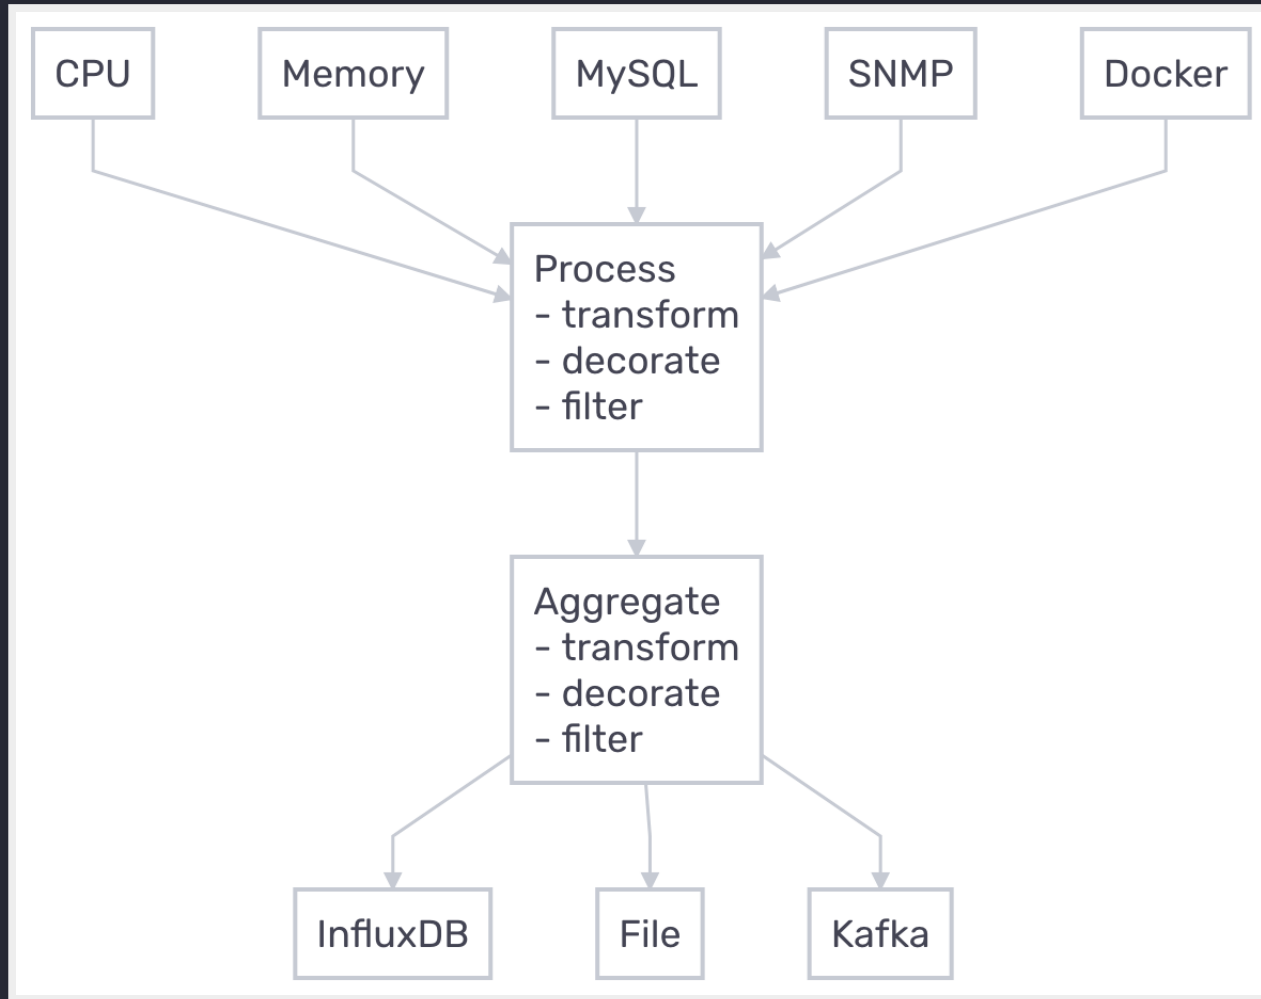 CPU
Memory
MySQL
SNMP
Docker
Process
- transform
- decorate
- filter
Aggregate
- transform
- decorate
- filter
InfluxDB
File
Kafka